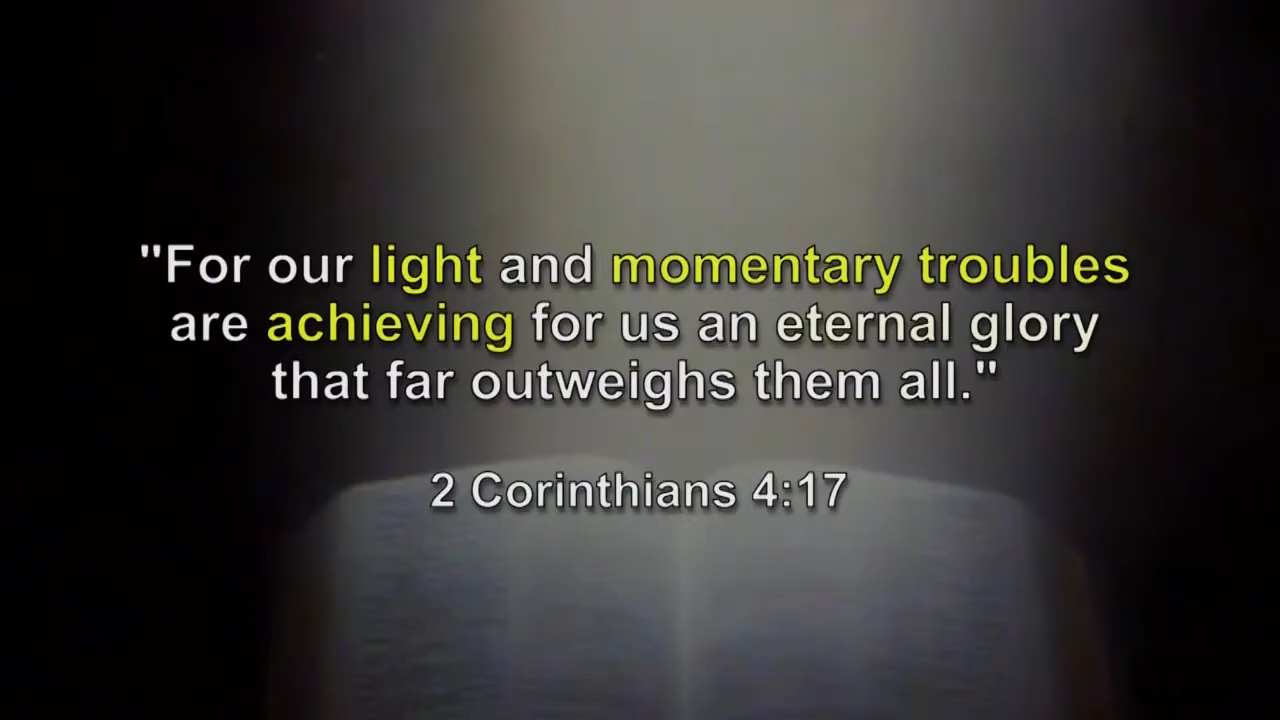 "For our light and momentary troubles
are achieving for us an eternal glory
that far outweighs them all."
2 Corinthians 4:17